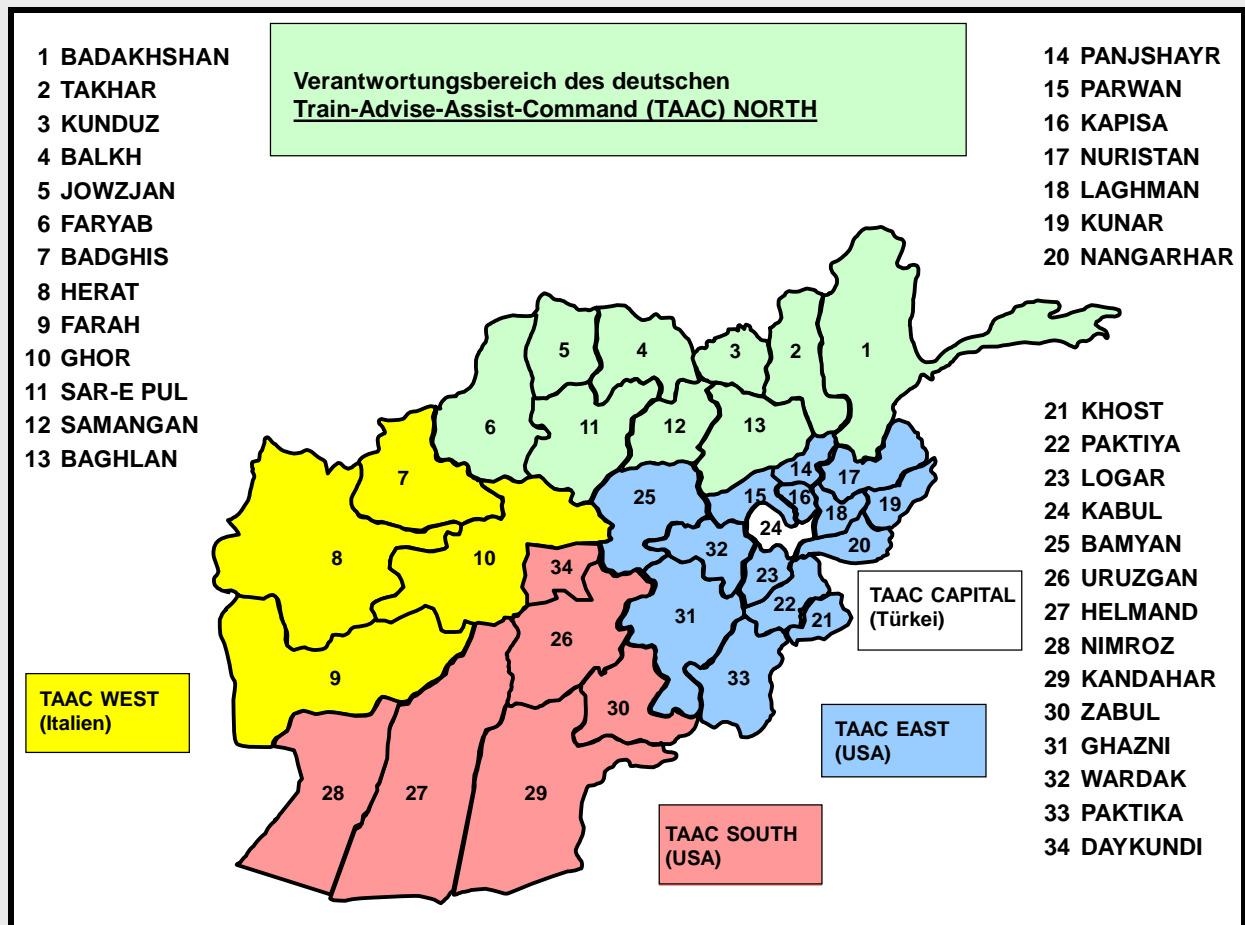 1 BADAKHSHAN
2 TAKHAR
3 KUNDUZ
4 BALKH
5 JOWZJAN
6 FARYAB
7 BADGHIS
8 HERAT
9 FARAH
10 GHOR
11 SAR-E PUL
12 SAMANGAN
13 BAGHLAN
Verantwortungsbereich des deutschen
Train-Advise-Assist-Command (TAAC) NORTH
14 PANJSHAYR
15 PARWAN
16 KAPISA
17 NURISTAN
18 LAGHMAN
19 KUNAR
20 NANGARHAR
21 KHOST
22 PAKTIYA
23 LOGAR
24 KABUL
25 BAMYAN
26 URUZGAN
27 HELMAND
28 NIMROZ
29 KANDAHAR
30 ZABUL
31 GHAZNI
32 WARDAK
33 PAKTIKA
34 DAYKUNDI
1
2
3
4
5
6
11
12
13
7
8
10
9
25
14
17
15
16
18
19
24
20
32
34
23
22
21
31
26
33
30
28
27
29
TAAC CAPITAL
(Türkei)
TAAC WEST
(Italien)
TAAC EAST
(USA)
TAAC SOUTH
(USA)